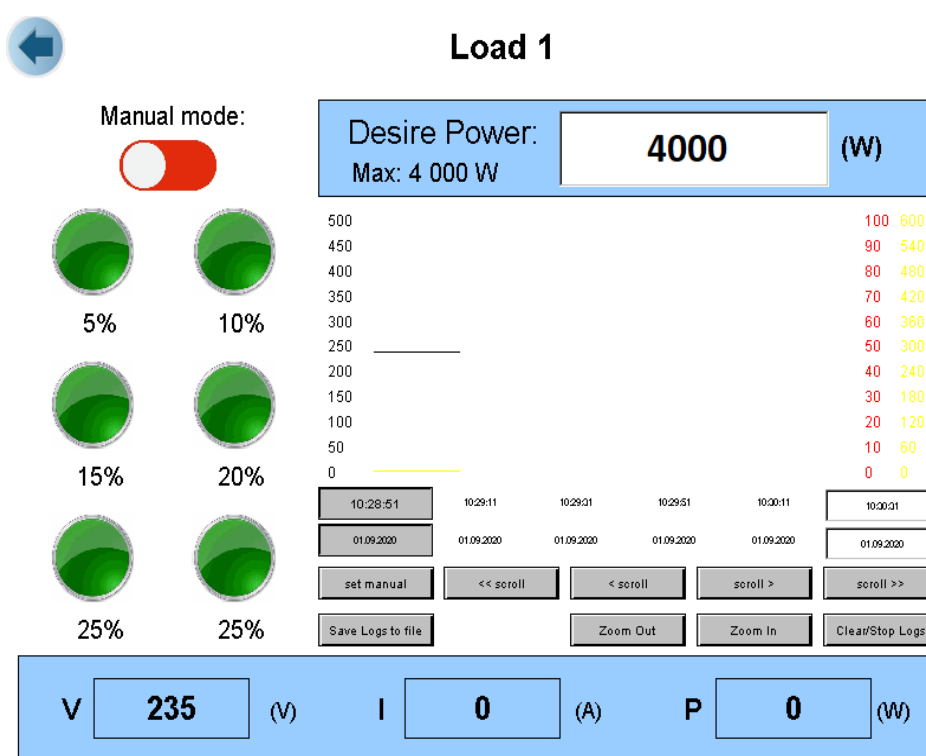 Load 1
Manual mode:
Desire Power:
Max: 4 000 W
4000
(W)
5%
10%
15%
20%
25%
25%
500 100 600
450 90 540
400 80 480
350 70 420
300 60 360
250 50 300
200 40 240
150 30 180
100 20 120
50 10 60
0 0 0
10:28:51 10:29:11 10:29:31 10:29:51 10:30:11 10:30:31
01.09.2020 01.09.2020 01.09.2020 01.09.2020 01.09.2020 01.09.2020
set manual << scroll < scroll scroll > scroll >>
Save Logs to file Zoom Out Zoom In Clear/Stop Logs
V 235 (V) I 0 (A) P 0 (W)